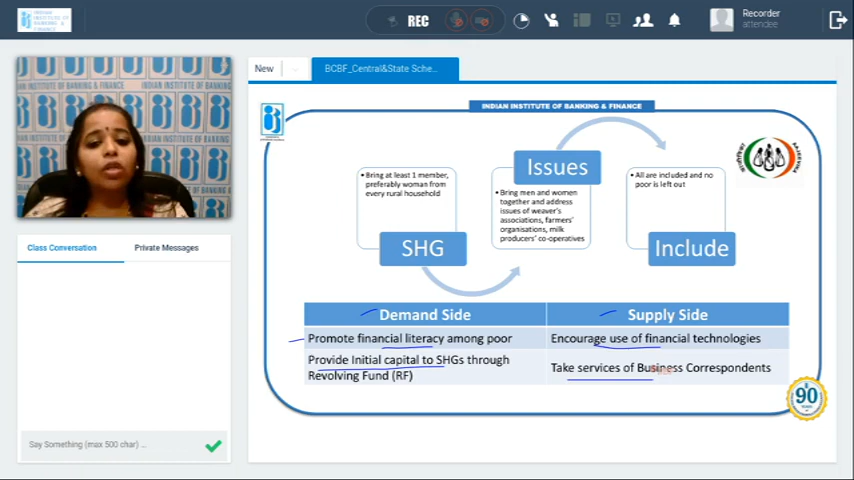 INDIAN
INSTITUTE OF
BANKING &
FINANCE
REC
Recorder
attendee
New
BCBF_Central&State Sche...
INDIAN INSTITUTE OF BANKING & FINANCE
Issues
• Bring at least 1 member,
preferably woman from
every rural household
SHG
• Bring men and women
together and address
issues of weaver's
associations, farmers'
organisations, milk
producers' co-operatives
• All are included and no
poor is left out
Include
Demand Side
Supply Side
Promote financial literacy among poor
Encourage use of financial technologies
Provide Initial capital to SHGs through
Revolving Fund (RF)
Take services of Business Correspondents
90
Class Conversation
Private Messages
Say Something (max 500 char) ...